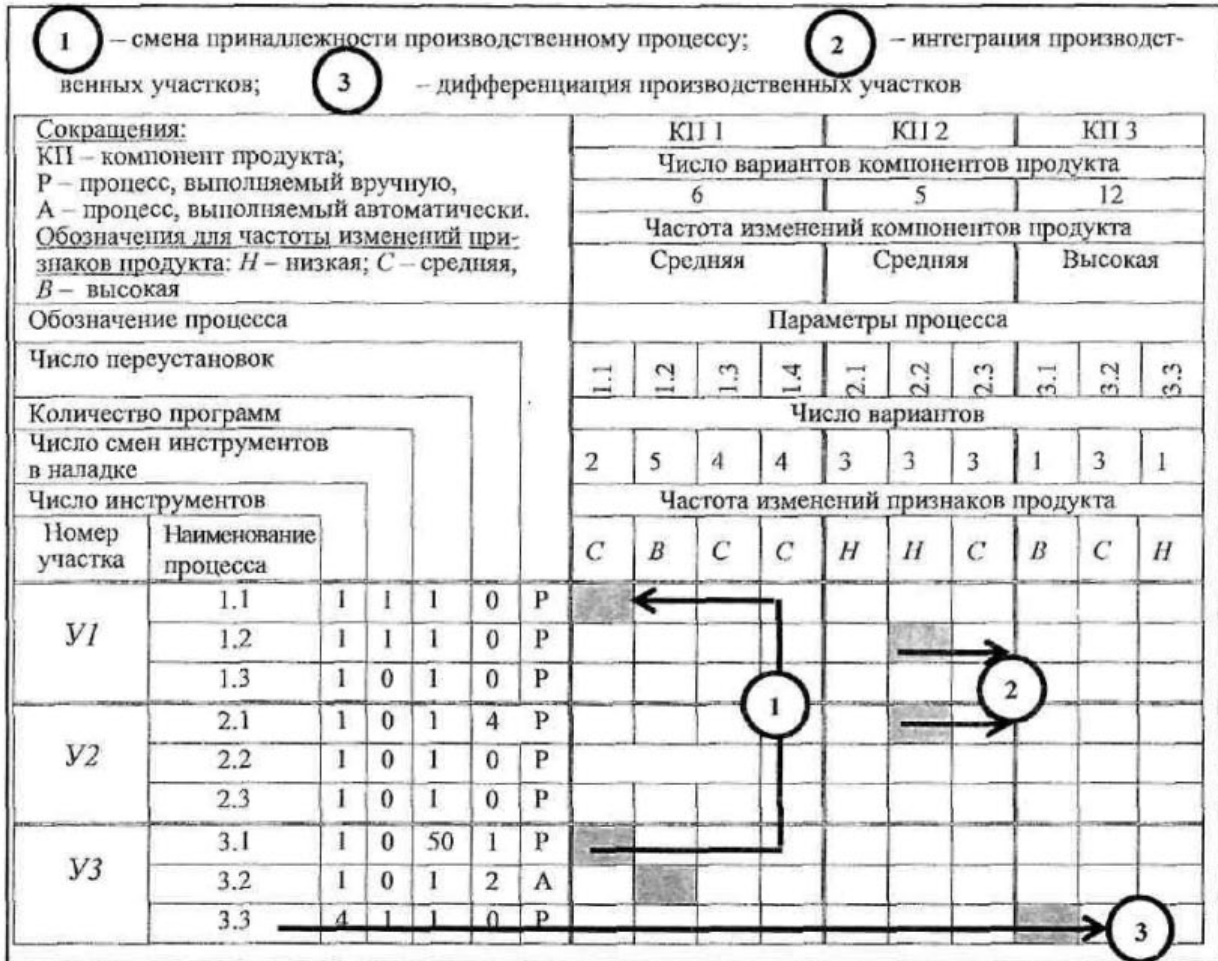 1 – смена принадлежности производственному процессу; 2 – интеграция производст-
венных участков; 3 – дифференциация производственных участков
Сокращения:
КП – компонент продукта;
Р – процесс, выполняемый вручную,
А – процесс, выполняемый автоматически.
Обозначения для частоты изменений при-
знаков продукта: Н – низкая; С – средняя,
В – высокая
КП 1 КП 2 КП 3
Число вариантов компонентов продукта
6 5 12
Частота изменений компонентов продукта
Средняя Средняя Высокая
Обозначение процесса Параметры процесса
Число переустановок
1.1 1.2 1.3 1.4 2.1 2.2 2.3 3.1 3.2 3.3
Количество программ Число вариантов
Число смен инструментов
в наладке
2 5 4 4 3 3 3 1 3 1
Число инструментов Частота изменений признаков продукта
Номер
участка
Наименование
процесса
С В С С Н Н С В С Н
У1
1.1 1 1 1 0 Р
1.2 1 1 1 0 Р
1.3 1 0 1 0 Р
1
2
У2
2.1 1 0 1 4 Р
2.2 1 0 1 0 Р
2.3 1 0 1 0 Р
У3
3.1 1 0 50 1 Р
3.2 1 0 1 2 А
3.3 4 1 1 0 Р
3